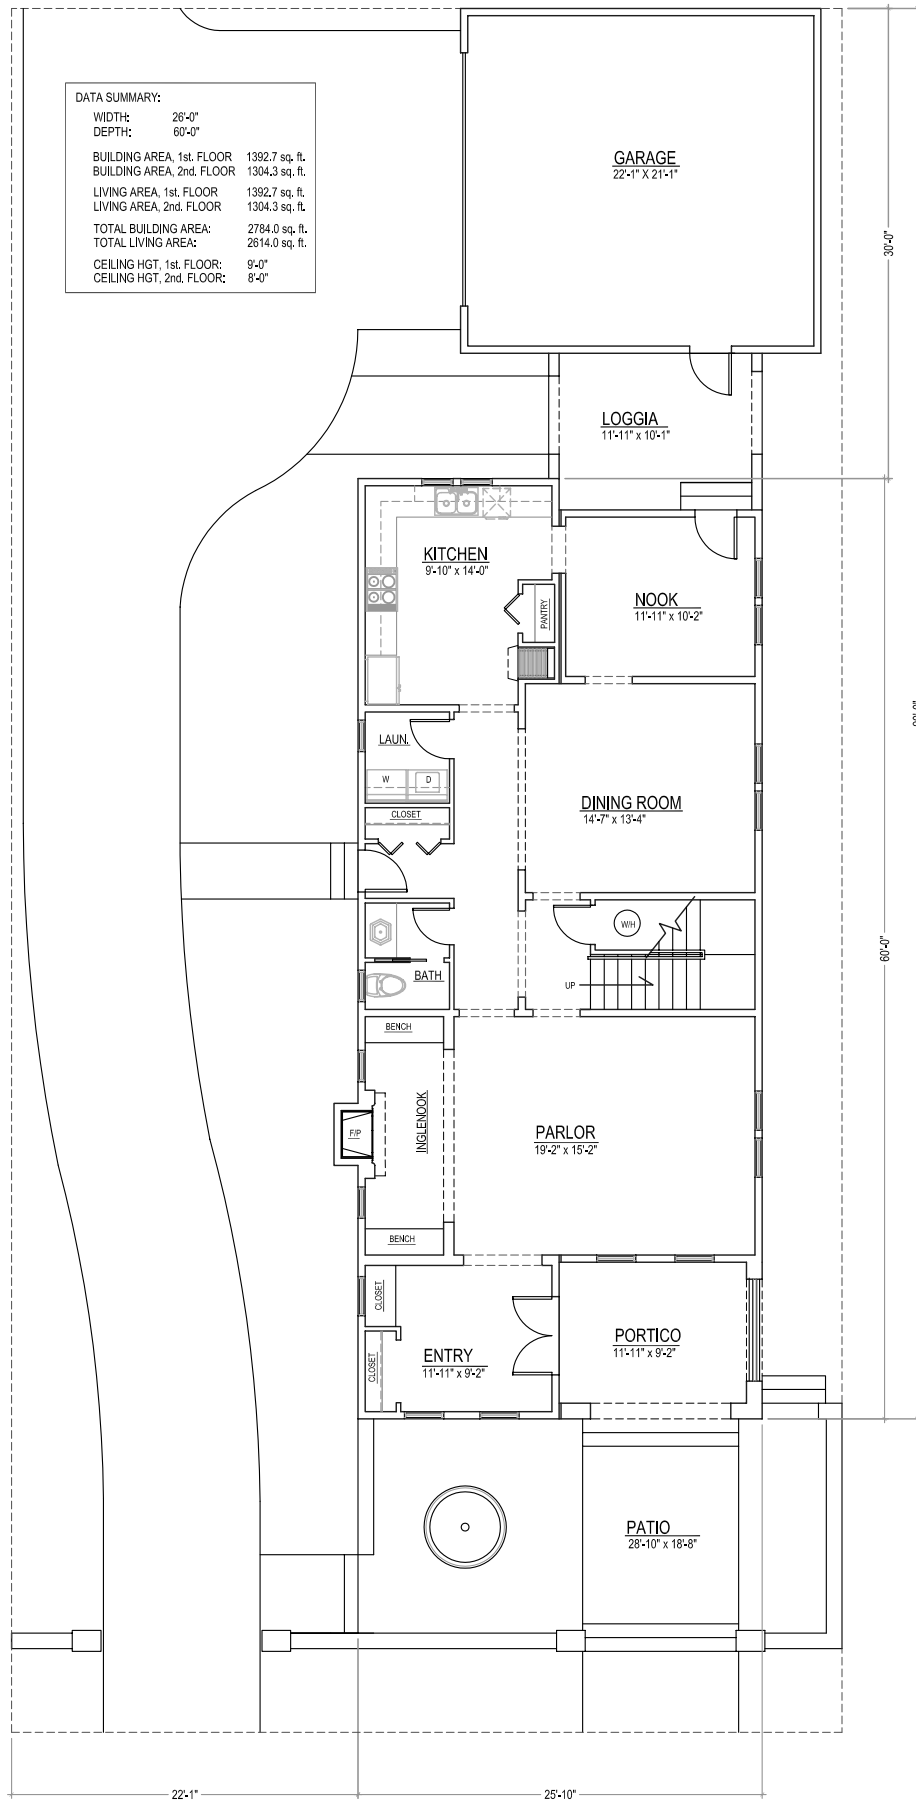 DATA SUMMARY:
WIDTH: 26'-0"
DEPTH: 60'-0"
BUILDING AREA, 1st. FLOOR 1392.7 sq. ft.
BUILDING AREA, 2nd. FLOOR 1304.3 sq. ft.
LIVING AREA, 1st. FLOOR 1392.7 sq. ft.
LIVING AREA, 2nd. FLOOR 1304.3 sq. ft.
TOTAL BUILDING AREA: 2784.0 sq. ft.
TOTAL LIVING AREA: 2614.0 sq. ft.
CEILING HGT, 1st. FLOOR: 9'-0"
CEILING HGT, 2nd. FLOOR: 8'-0"
GARAGE
22'-1" X 21'-1"
30'-0"
LOGGIA
11'-11" x 10'-1"
KITCHEN
9'-10" x 14'-0"
PANTRY
NOOK
11'-11" x 10'-2"
LAUN.
W D
CLOSET
DINING ROOM
14'-7" x 13'-4"
W/H
BATH
UP
60'-0"
BENCH
INGLENOOK
F/P
PARLOR
19'-2" x 15'-2"
BENCH
CLOSET
CLOSET
ENTRY
11'-11" x 9'-2"
PORTICO
11'-11" x 9'-2"
PATIO
28'-10" x 18'-8"
22'-1"
25'-10"